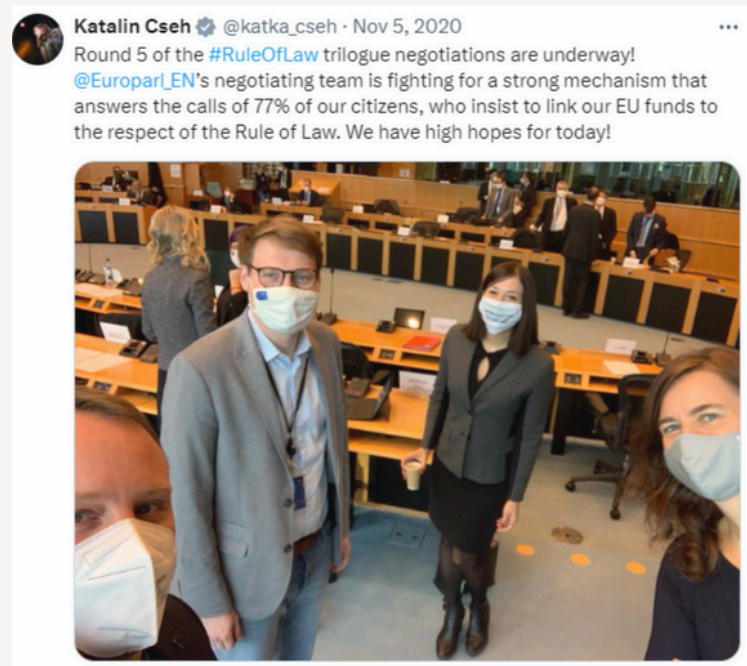 Katalin Cseh @katka_cseh · Nov 5, 2020
Round 5 of the #RuleOfLaw trilogue negotiations are underway!
@Europarl_EN's negotiating team is fighting for a strong mechanism that
answers the calls of 77% of our citizens, who insist to link our EU funds to
the respect of the Rule of Law. We have high hopes for today!